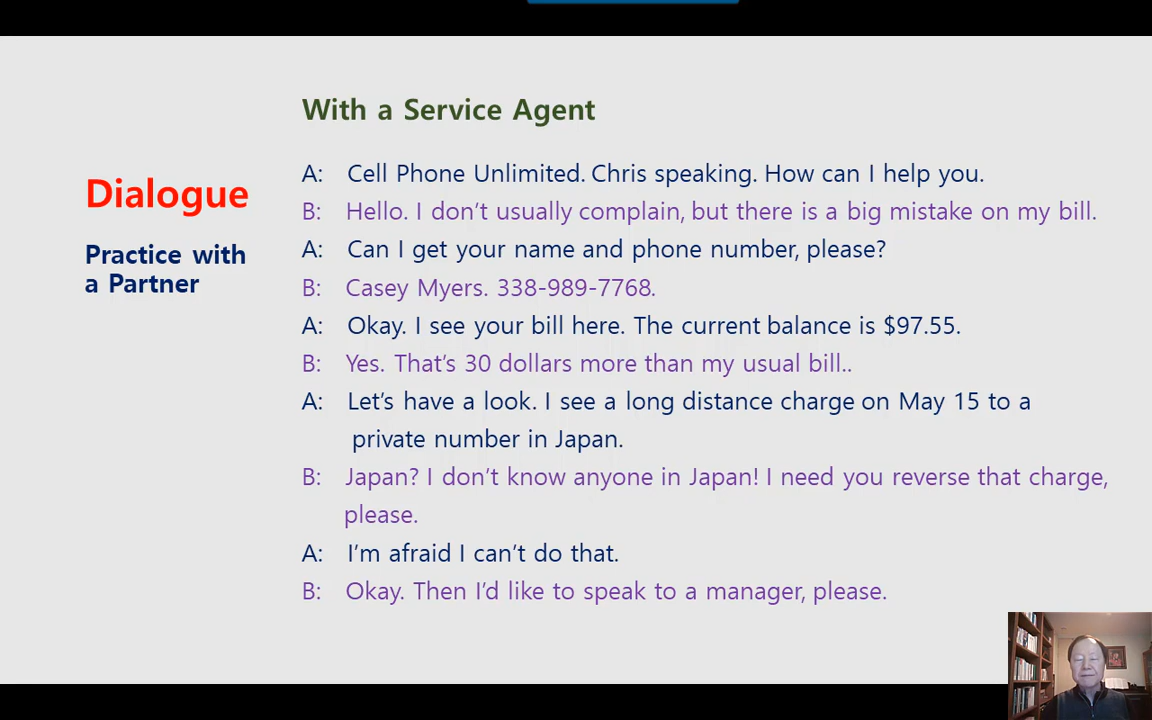 With a Service Agent
Dialogue
Practice with
a Partner
A: Cell Phone Unlimited. Chris speaking. How can I help you.
B: Hello. I don't usually complain, but there is a big mistake on my bill.
A: Can I get your name and phone number, please?
B: Casey Myers. 338-989-7768.
A: Okay. I see your bill here. The current balance is $97.55.
B: Yes. That's 30 dollars more than my usual bill..
A: Let's have a look. I see a long distance charge on May 15 to a
private number in Japan.
B: Japan? I don't know anyone in Japan! I need you reverse that charge,
please.
A: I'm afraid I can't do that.
B: Okay. Then I'd like to speak to a manager, please.